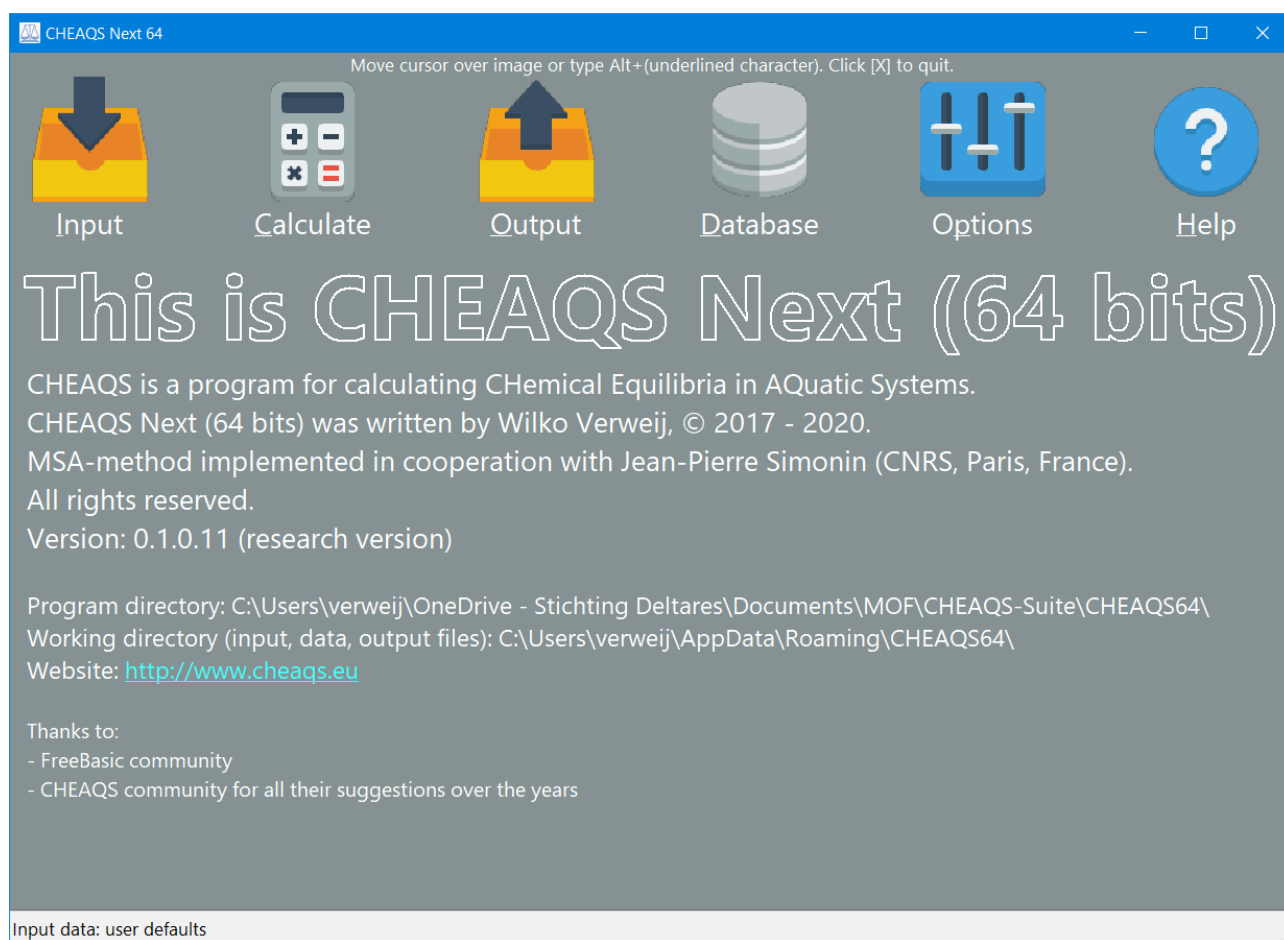 CHEAQS Next 64
Move cursor over image or type Alt+(underlined character). Click [X] to quit.
Input Calculate Output Database Options Help
This is CHEAQS Next (64 bits)
CHEAQS is a program for calculating CHemical Equilibria in AQuatic Systems.
CHEAQS Next (64 bits) was written by Wilko Verweij, © 2017 - 2020.
MSA-method implemented in cooperation with Jean-Pierre Simonin (CNRS, Paris, France).
All rights reserved.
Version: 0.1.0.11 (research version)
Program directory: C:\Users\verweij\OneDrive - Stichting Deltares\Documents\MOF\CHEAQS-Suite\CHEAQS64\
Working directory (input, data, output files): C:\Users\verweij\AppData\Roaming\CHEAQS64\
Website: http://www.cheaqs.eu
Thanks to:
- FreeBasic community
- CHEAQS community for all their suggestions over the years
Input data: user defaults